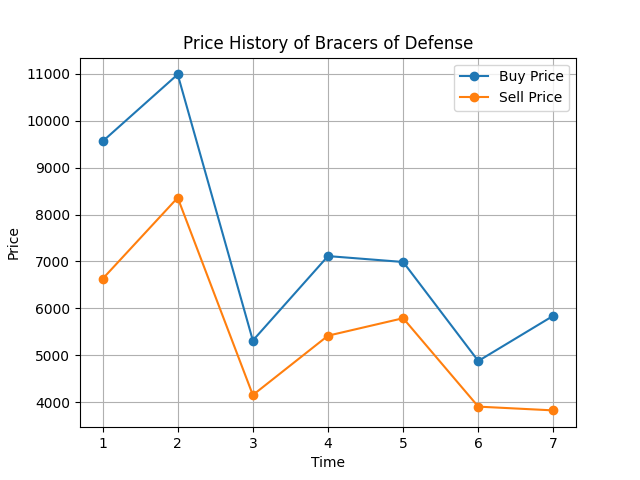 Price History of Bracers of Defense
Buy Price
Sell Price
11000
10000
9000
8000
7000
6000
5000
4000
Price
1 2 3 4 5 6 7
Time